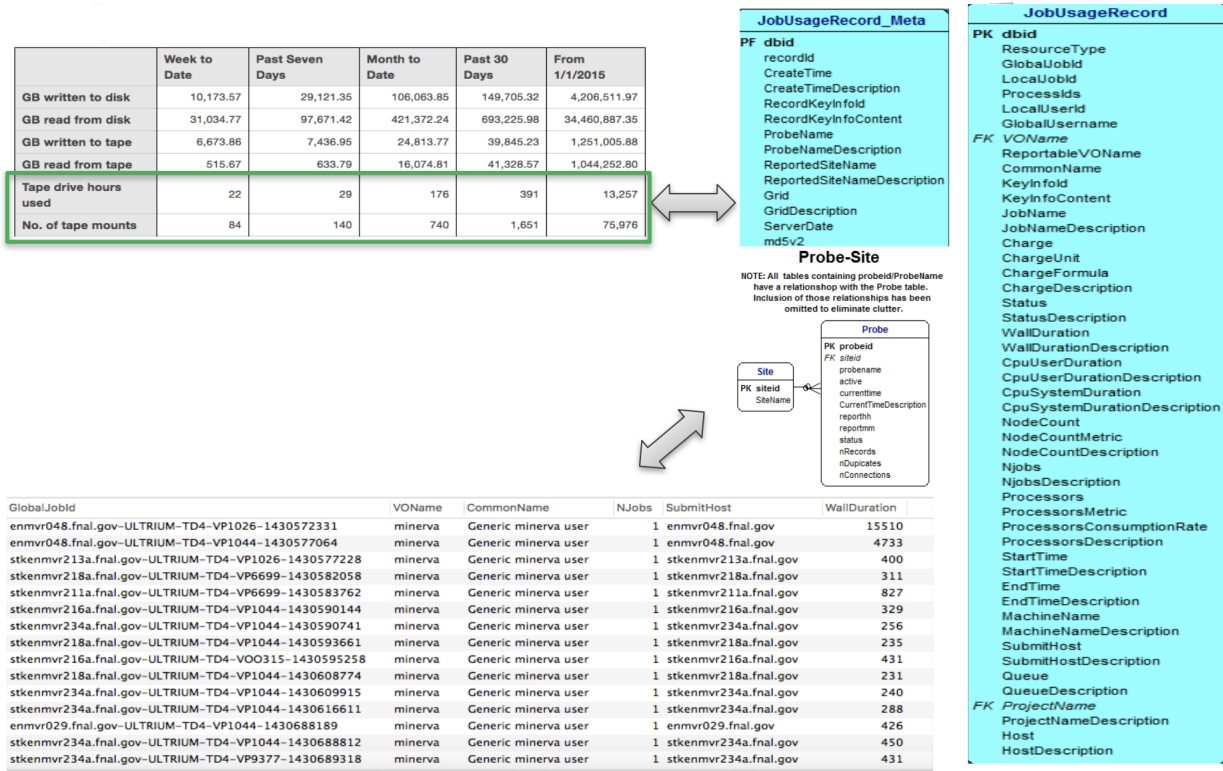 Week to Date Past Seven Days Month to Date Past 30 Days From 1/1/2015
GB written to disk 10,173.57 29,121.35 106,063.85 149,705.32 4,206,511.97
GB read from disk 31,034.77 97,671.42 421,372.24 693,225.98 34,460,887.35
GB written to tape 6,673.86 7,436.95 24,813.77 39,845.23 1,251,005.88
GB read from tape 515.67 633.79 16,074.81 41,328.57 1,044,252.80
Tape drive hours used 22 29 176 391 13,257
No. of tape mounts 84 140 740 1,651 75,976
JobUsageRecord_Meta
PF dbid
recordId
CreateTime
CreateTimeDescription
RecordKeyInfoId
RecordKeyInfoContent
ProbeName
ProbeNameDescription
ReportedSiteName
ReportedSiteNameDescription
Grid
GridDescription
ServerDate
md5v2
Probe-Site
NOTE: All tables containing probeid/ProbeName
have a relationshop with the Probe table.
Inclusion of those relationships has been
omitted to eliminate clutter.
Site
PK siteid
SiteName
Probe
PK probeid
FK siteid
probename
active
currenttime
CurrentTimeDescription
reporthh
reportmm
status
nRecords
nDupicates
nConnections
JobUsageRecord
PK dbid
ResourceType
GlobalJobId
LocalJobId
ProcessIds
LocalUserId
GlobalUsername
FK VOName
ReportableVOName
CommonName
KeyInfoId
KeyInfoContent
JobName
JobNameDescription
Charge
ChargeUnit
ChargeFormula
ChargeDescription
Status
StatusDescription
WallDuration
WallDurationDescription
CpuUserDuration
CpuUserDurationDescription
CpuSystemDuration
CpuSystemDurationDescription
NodeCount
NodeCountMetric
NodeCountDescription
Njobs
NjobsDescription
Processors
ProcessorsMetric
ProcessorsConsumptionRate
ProcessorsDescription
StartTime
StartTimeDescription
EndTime
EndTimeDescription
MachineName
MachineNameDescription
SubmitHost
SubmitHostDescription
Queue
QueueDescription
FK ProjectName
ProjectNameDescription
Host
HostDescription
GlobalJobId VOName CommonName NJobs SubmitHost WallDuration
enmvr048.fnal.gov-ULTRIUM-TD4-VP1026-1430572331 minerva Generic minerva user 1 enmvr048.fnal.gov 15510
enmvr048.fnal.gov-ULTRIUM-TD4-VP1044-1430577064 minerva Generic minerva user 1 enmvr048.fnal.gov 4733
stkenmvr213a.fnal.gov-ULTRIUM-TD4-VP1026-1430577228 minerva Generic minerva user 1 stkenmvr213a.fnal.gov 400
stkenmvr218a.fnal.gov-ULTRIUM-TD4-VP6699-1430582058 minerva Generic minerva user 1 stkenmvr218a.fnal.gov 311
stkenmvr211a.fnal.gov-ULTRIUM-TD4-VP6699-1430583762 minerva Generic minerva user 1 stkenmvr211a.fnal.gov 827
stkenmvr216a.fnal.gov-ULTRIUM-TD4-VP1044-1430590144 minerva Generic minerva user 1 stkenmvr216a.fnal.gov 329
stkenmvr234a.fnal.gov-ULTRIUM-TD4-VP1044-1430590741 minerva Generic minerva user 1 stkenmvr234a.fnal.gov 256
stkenmvr218a.fnal.gov-ULTRIUM-TD4-VP1044-1430593661 minerva Generic minerva user 1 stkenmvr218a.fnal.gov 235
stkenmvr216a.fnal.gov-ULTRIUM-TD4-VOO315-1430595258 minerva Generic minerva user 1 stkenmvr216a.fnal.gov 431
stkenmvr218a.fnal.gov-ULTRIUM-TD4-VP1044-1430608774 minerva Generic minerva user 1 stkenmvr218a.fnal.gov 231
stkenmvr234a.fnal.gov-ULTRIUM-TD4-VP1044-1430609915 minerva Generic minerva user 1 stkenmvr234a.fnal.gov 240
stkenmvr234a.fnal.gov-ULTRIUM-TD4-VP1044-1430616611 minerva Generic minerva user 1 stkenmvr234a.fnal.gov 288
enmvr029.fnal.gov-ULTRIUM-TD4-VP1044-1430688189 minerva Generic minerva user 1 enmvr029.fnal.gov 426
stkenmvr234a.fnal.gov-ULTRIUM-TD4-VP1044-1430688812 minerva Generic minerva user 1 stkenmvr234a.fnal.gov 450
stkenmvr234a.fnal.gov-ULTRIUM-TD4-VP9377-1430689318 minerva Generic minerva user 1 stkenmvr234a.fnal.gov 431